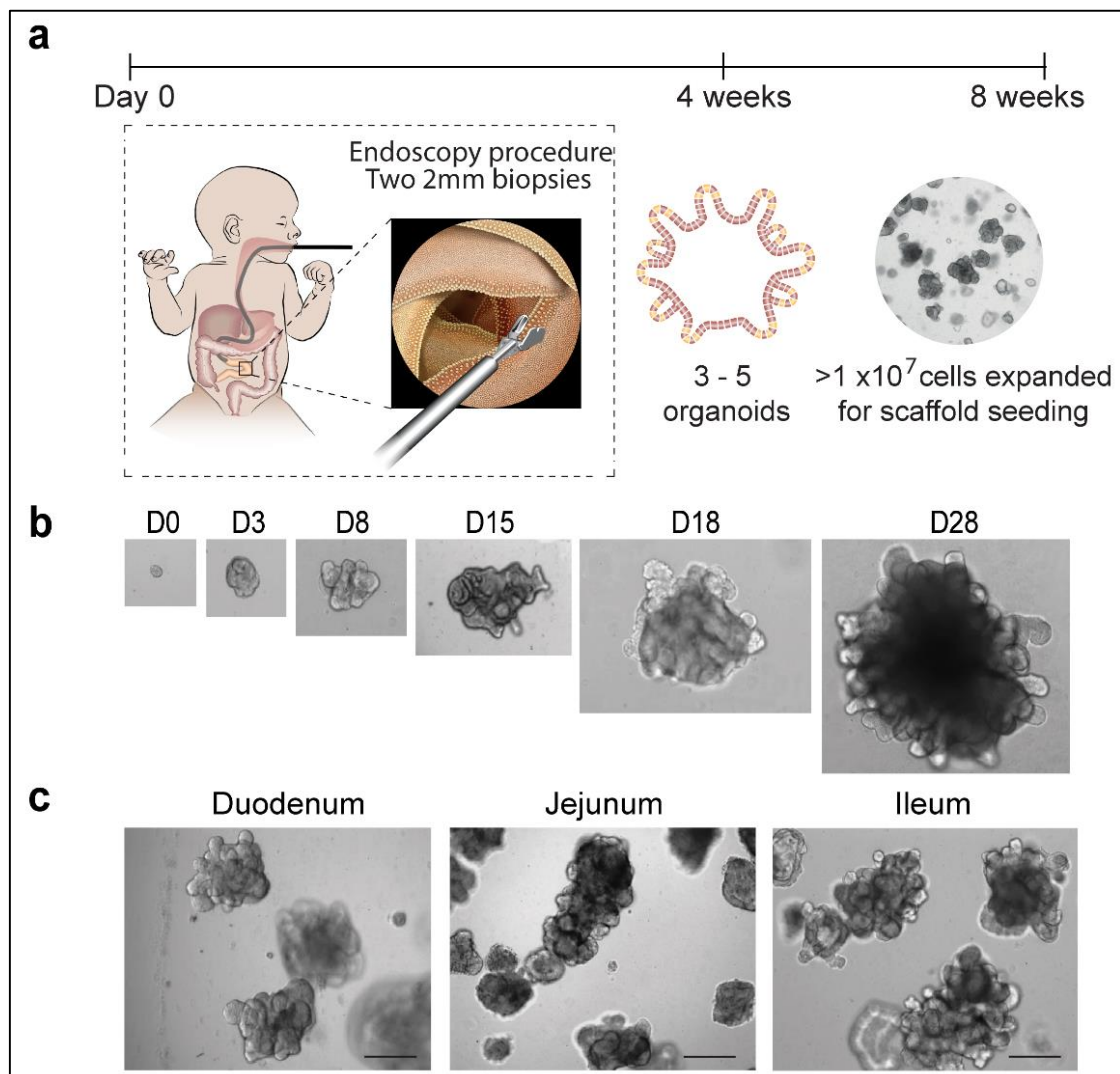 a
Day 0 4 weeks 8 weeks
Endoscopy procedure
Two 2mm biopsies
3 - 5
organoids
>1 x10⁷ cells expanded
for scaffold seeding
b
D0 D3 D8 D15 D18 D28
c
Duodenum Jejunum Ileum